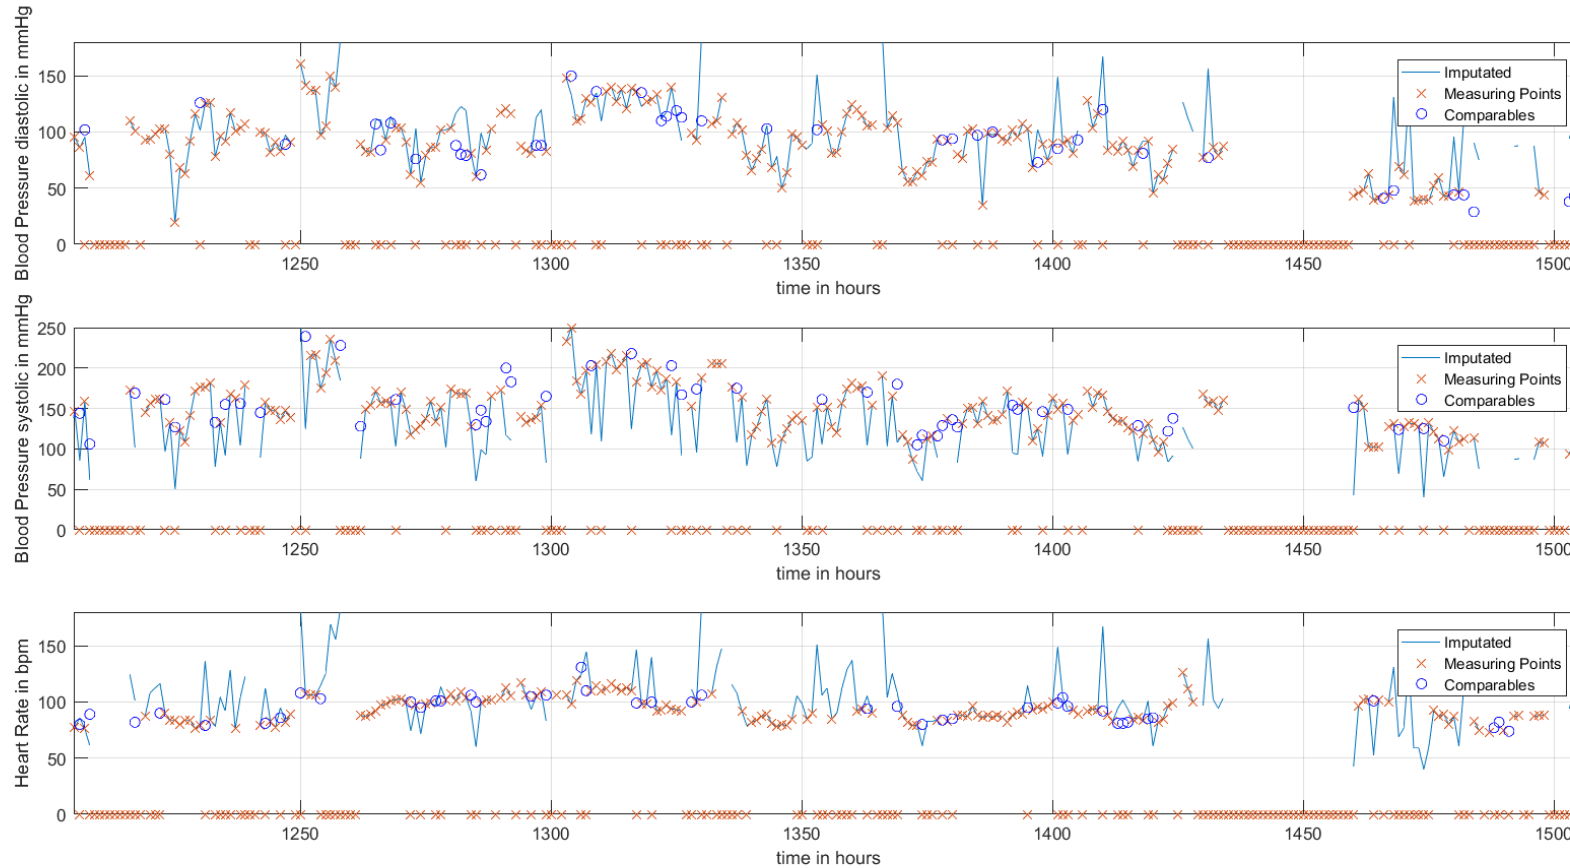 Blood Pressure diastolic in mmHg
150
100
50
0
1250
1300
1350
1400
1450
1500
time in hours
Imputated
Measuring Points
Comparables
Blood Pressure systolic in mmHg
250
200
150
100
50
0
1250
1300
1350
1400
1450
1500
time in hours
Imputated
Measuring Points
Comparables
Heart Rate in bpm
150
100
50
0
1250
1300
1350
1400
1450
1500
time in hours
Imputated
Measuring Points
Comparables